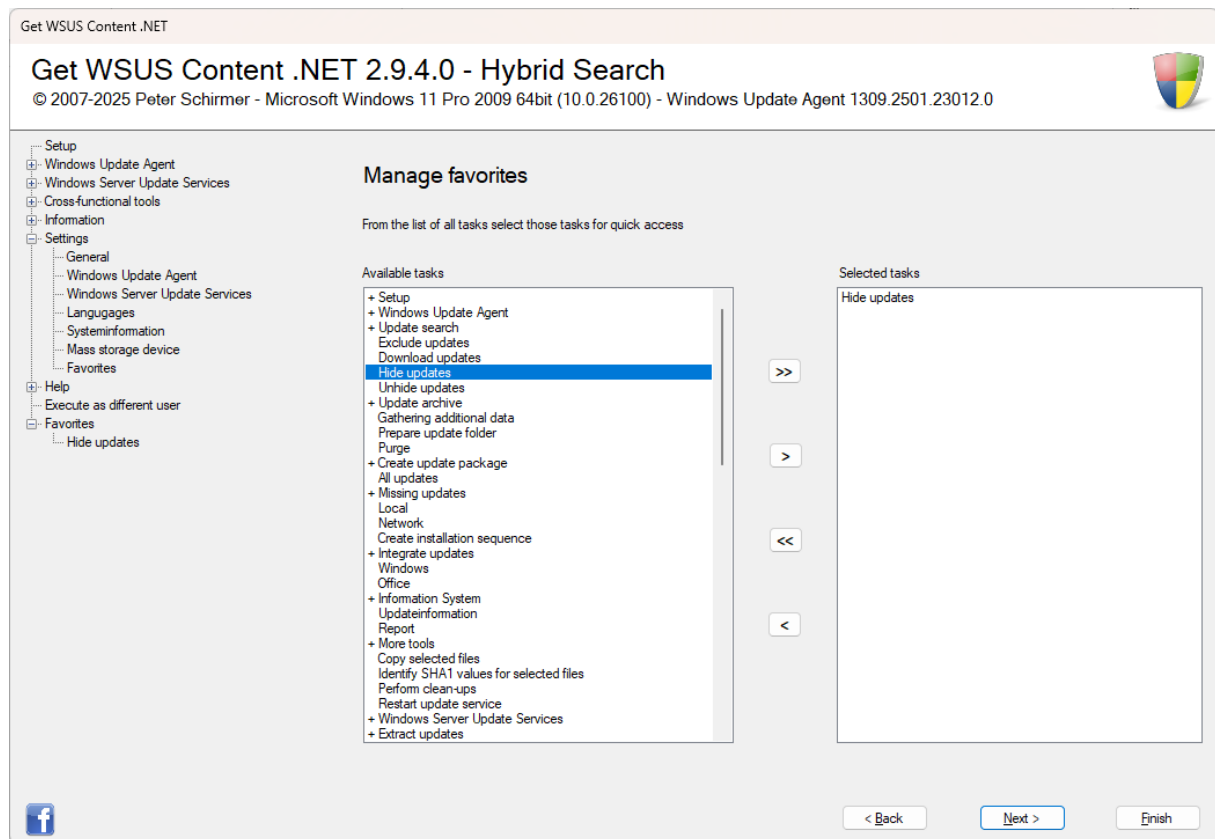 Get WSUS Content .NET
Get WSUS Content .NET 2.9.4.0 - Hybrid Search
© 2007-2025 Peter Schirmer - Microsoft Windows 11 Pro 2009 64bit (10.0.26100) - Windows Update Agent 1309.2501.23012.0
Setup
Windows Update Agent
Windows Server Update Services
Cross-functional tools
Information
Settings
General
Windows Update Agent
Windows Server Update Services
Langugages
Systeminformation
Mass storage device
Favorites
Help
Execute as different user
Favorites
Hide updates
Manage favorites
From the list of all tasks select those tasks for quick access
Available tasks
+ Setup
+ Windows Update Agent
+ Update search
Exclude updates
Download updates
Hide updates
Unhide updates
+ Update archive
Gathering additional data
Prepare update folder
Purge
+ Create update package
All updates
+ Missing updates
Local
Network
Create installation sequence
+ Integrate updates
Windows
Office
+ Information System
Updateinformation
Report
+ More tools
Copy selected files
Identify SHA1 values for selected files
Perform clean-ups
Restart update service
+ Windows Server Update Services
+ Extract updates
>>
>
<<
<
Selected tasks
Hide updates
f
< Back
Next >
Finish